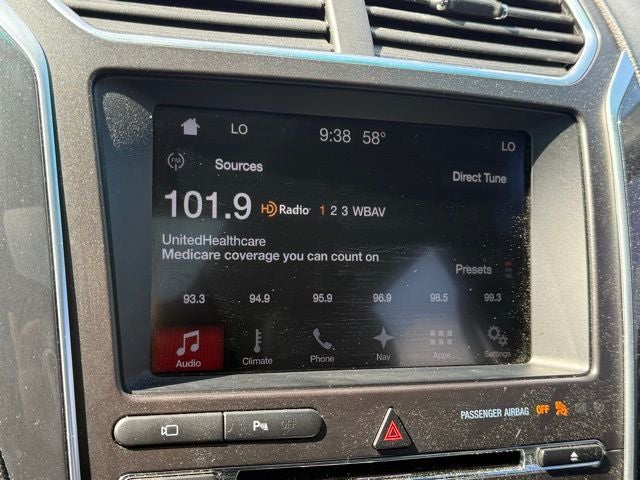 LO 9:38 58° LO
FM Sources
Direct Tune
101.9 HD Radio 1 2 3 WBAV
UnitedHealthcare
Medicare coverage you can count on
Presets
93.3 94.9 95.9 96.9 98.5 99.3
Audio Climate Phone Nav Apps Settings
P OFF
PASSENGER AIRBAG OFF